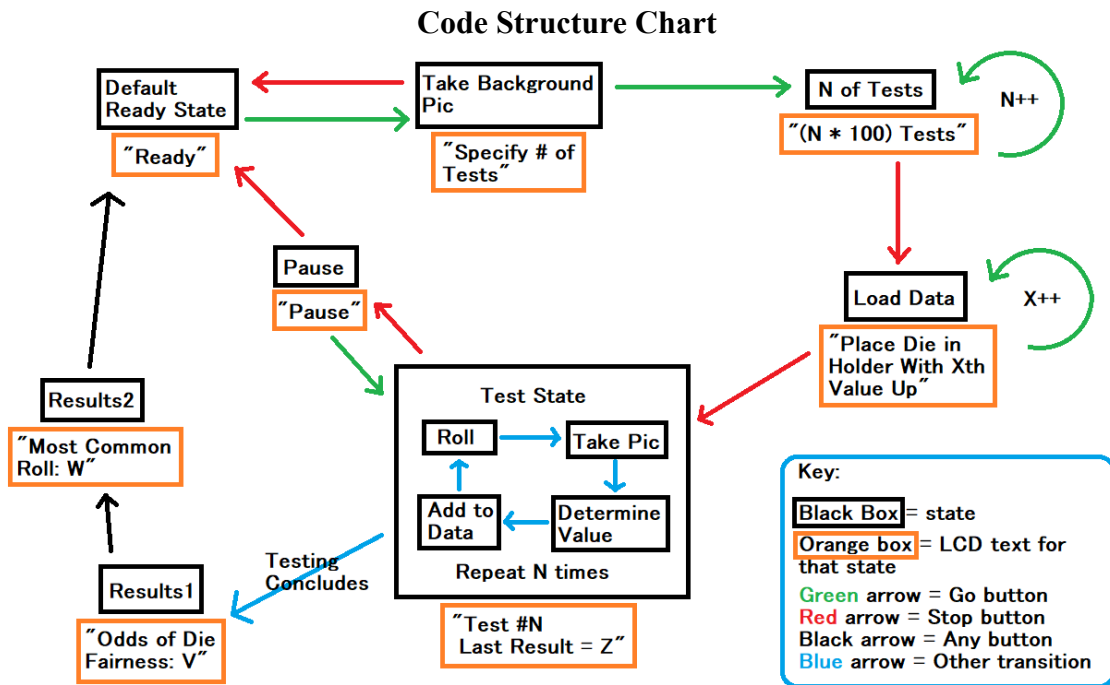 Code Structure Chart
Default
Ready State
"Ready"
Take Background
Pic
"Specify # of
Tests"
N of Tests
"(N * 100) Tests"
N++
Pause
"Pause"
Load Data
"Place Die in
Holder With Xth
Value Up"
X++
Test State
Roll
Take Pic
Add to
Data
Determine
Value
Repeat N times
"Test #N
Last Result = Z"
Testing
Concludes
Results2
"Most Common
Roll: W"
Results1
"Odds of Die
Fairness: V"
Key:
Black Box = state
Orange box = LCD text for
that state
Green arrow = Go button
Red arrow = Stop button
Black arrow = Any button
Blue arrow = Other transition